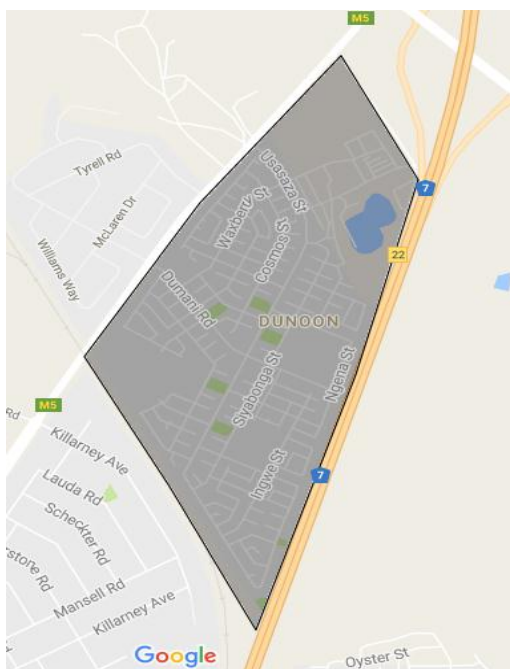 M5
Tyrell Rd
McLaren Dr
Williams Way
Usasaza St
Waxberry St
Cosmos St
7
22
Dumani Rd
DUNOON
Ngena St
Siyabonga St
M5
Rd
Killarney Ave
7
Ingwe St
Lauda Rd
Scheckter Rd
rstone Rd
Mansell Rd
Killarney Ave
Google
Oyster St